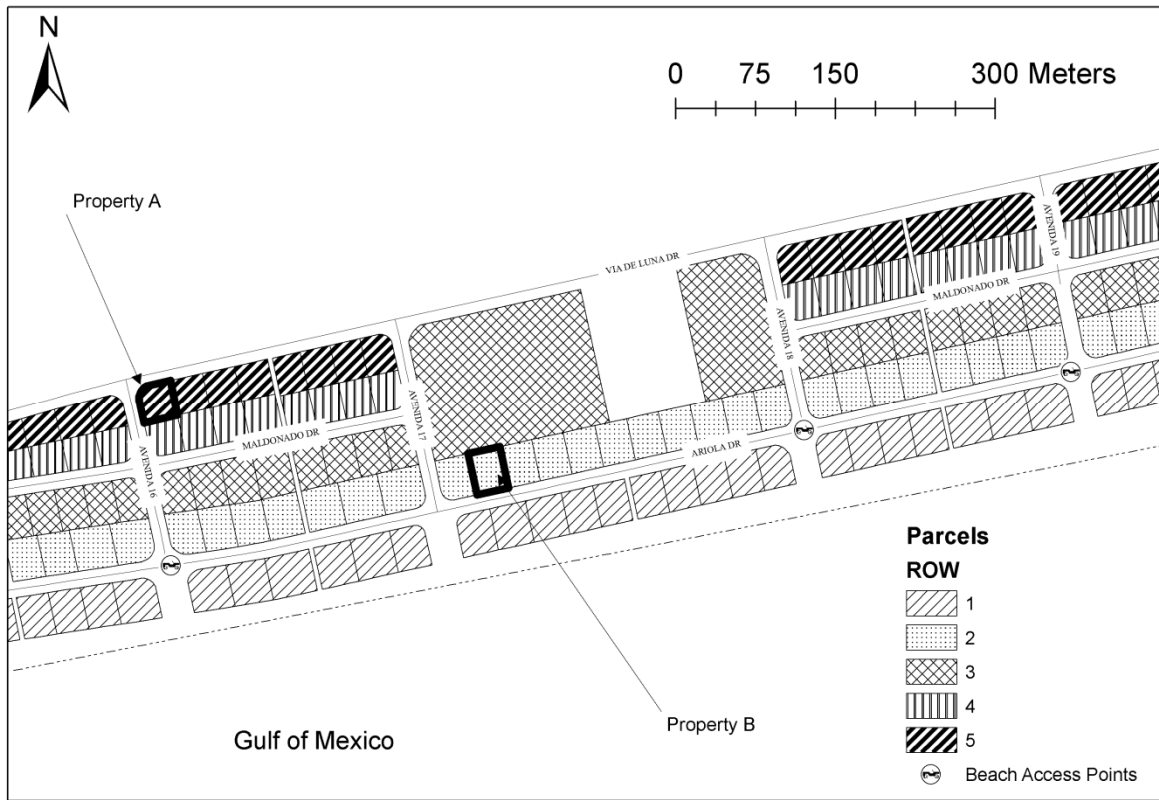 N
0 75 150 300 Meters
Property A
AVENIDA 19
VIA DE LUNA DR
MALDONADO DR
AVENIDA 18
AVENIDA 17
MALDONADO DR
ARIOLA DR
AVENIDA 16
Property B
Gulf of Mexico
Parcels
ROW
1
2
3
4
5
Beach Access Points